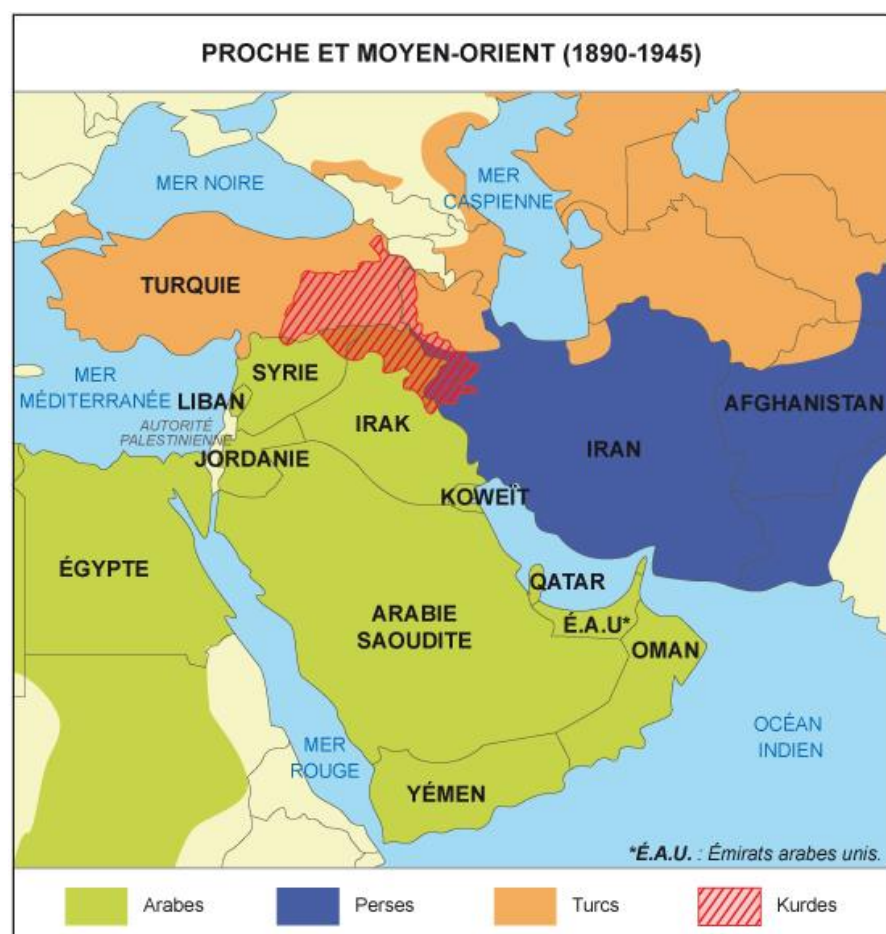 PROCHE ET MOYEN-ORIENT (1890-1945)
MER NOIRE
MER
CASPIENNE
TURQUIE
MER
MÉDITERRANÉE
SYRIE
LIBAN
AUTORITÉ
PALESTINIENNE
JORDANIE
IRAK
IRAN
AFGHANISTAN
KOWEÏT
ÉGYPTE
QATAR
ARABIE
SAOUDITE
É.A.U*
OMAN
MER
ROUGE
OCÉAN
INDIEN
YÉMEN
*É.A.U. : Émirats arabes unis.
Arabes
Perses
Turcs
Kurdes